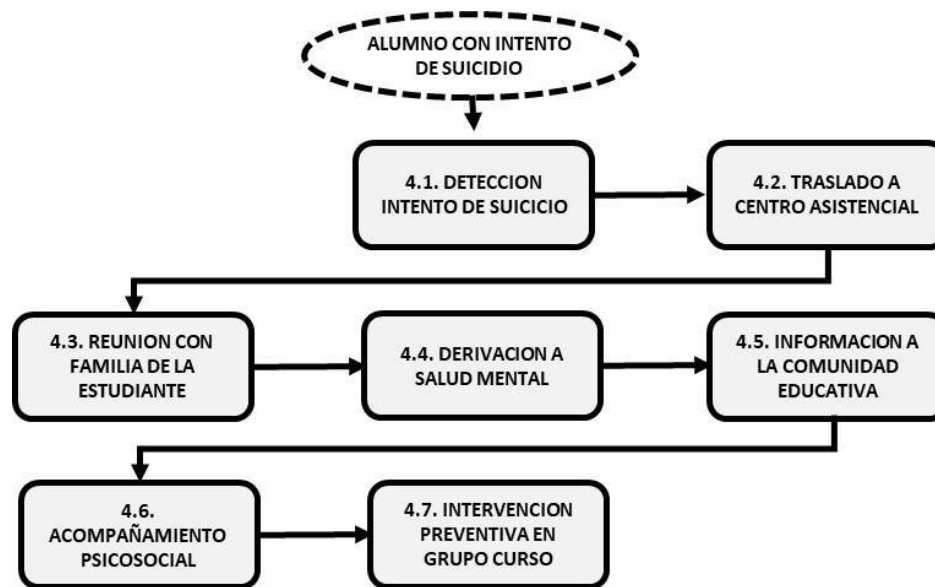 ALUMNO CON INTENTO
DE SUICIDIO
4.1. DETECCION
INTENTO DE SUICICIO
4.2. TRASLADO A
CENTRO ASISTENCIAL
4.3. REUNION CON
FAMILIA DE LA
ESTUDIANTE
4.4. DERIVACION A
SALUD MENTAL
4.5. INFORMACION A
LA COMUNIDAD
EDUCATIVA
4.6.
ACOMPAÑAMIENTO
PSICOSOCIAL
4.7. INTERVENCION
PREVENTIVA EN
GRUPO CURSO